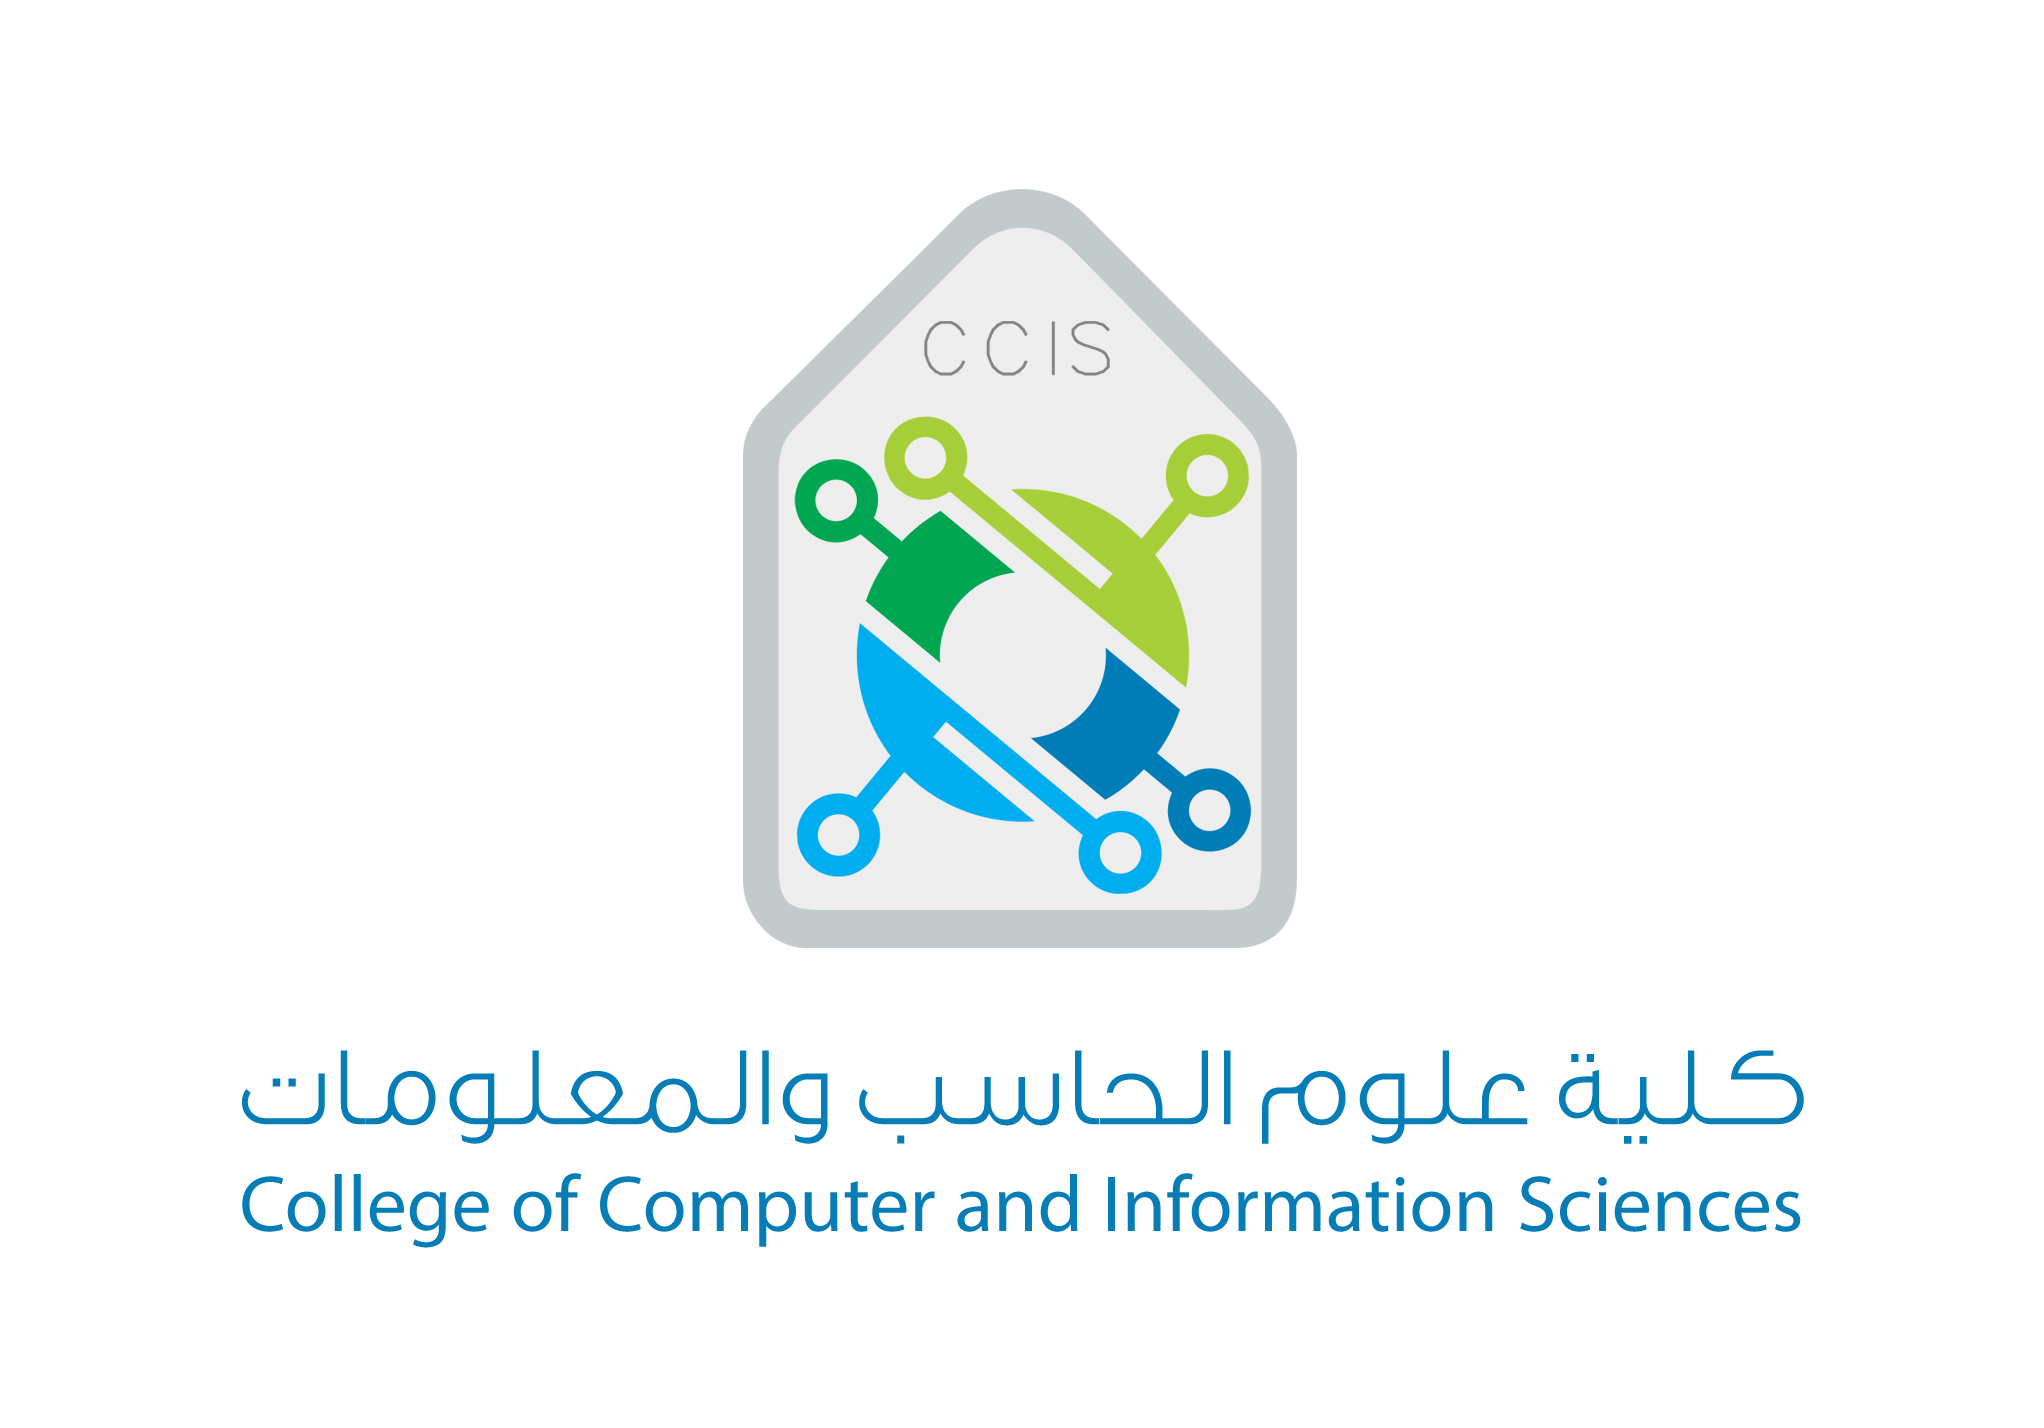 CCIS
كلية علوم الحاسب والمعلومات
College of Computer and Information Sciences